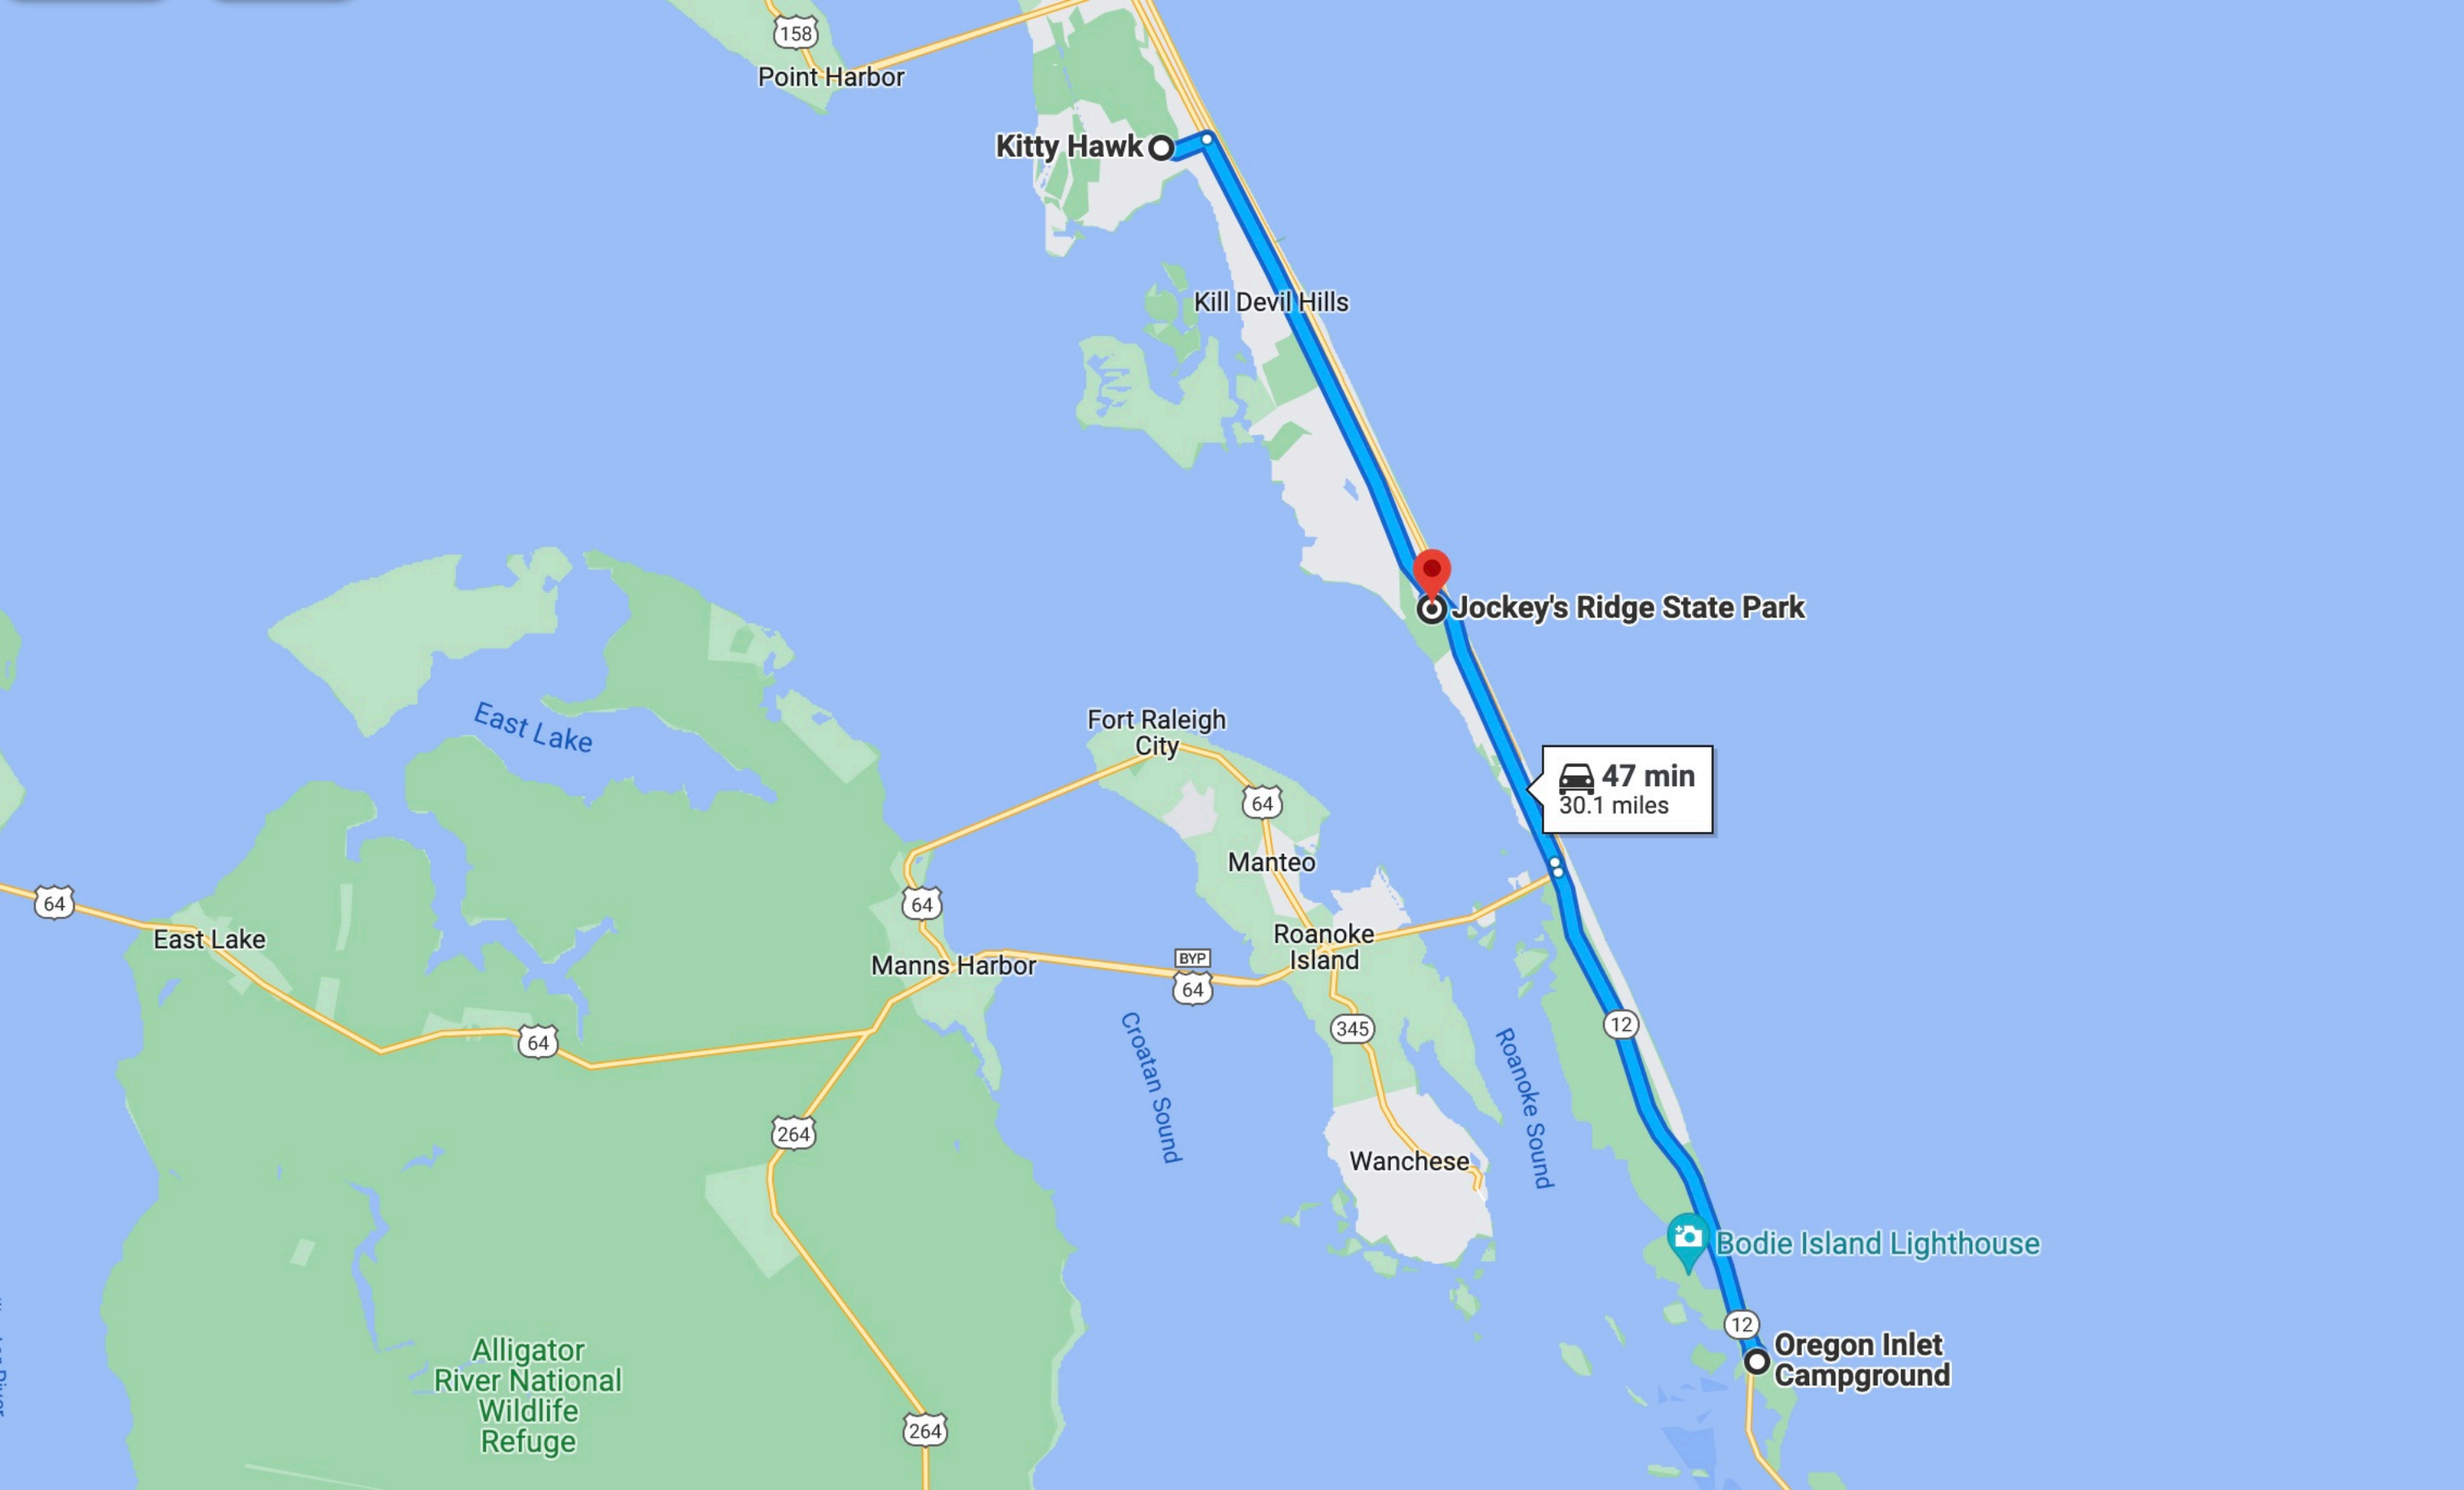 158
Point Harbor
Kitty Hawk
Kill Devil Hills
Jockey's Ridge State Park
East Lake
Fort Raleigh
City
47 min
30.1 miles
64
Manteo
64
64
East Lake
Roanoke
Island
Manns Harbor
BYP
64
12
345
64
Croatan Sound
Roanoke Sound
264
Wanchese
Bodie Island Lighthouse
12
Oregon Inlet
Campground
Alligator
River National
Wildlife
Refuge
264